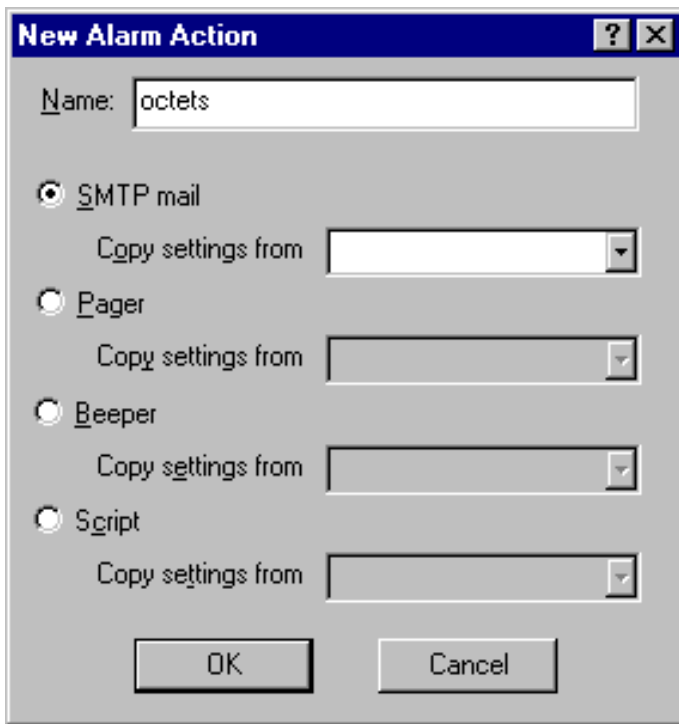 New Alarm Action
Name: octets
SMTP mail
Copy settings from
Pager
Copy settings from
Beeper
Copy settings from
Script
Copy settings from
OK Cancel